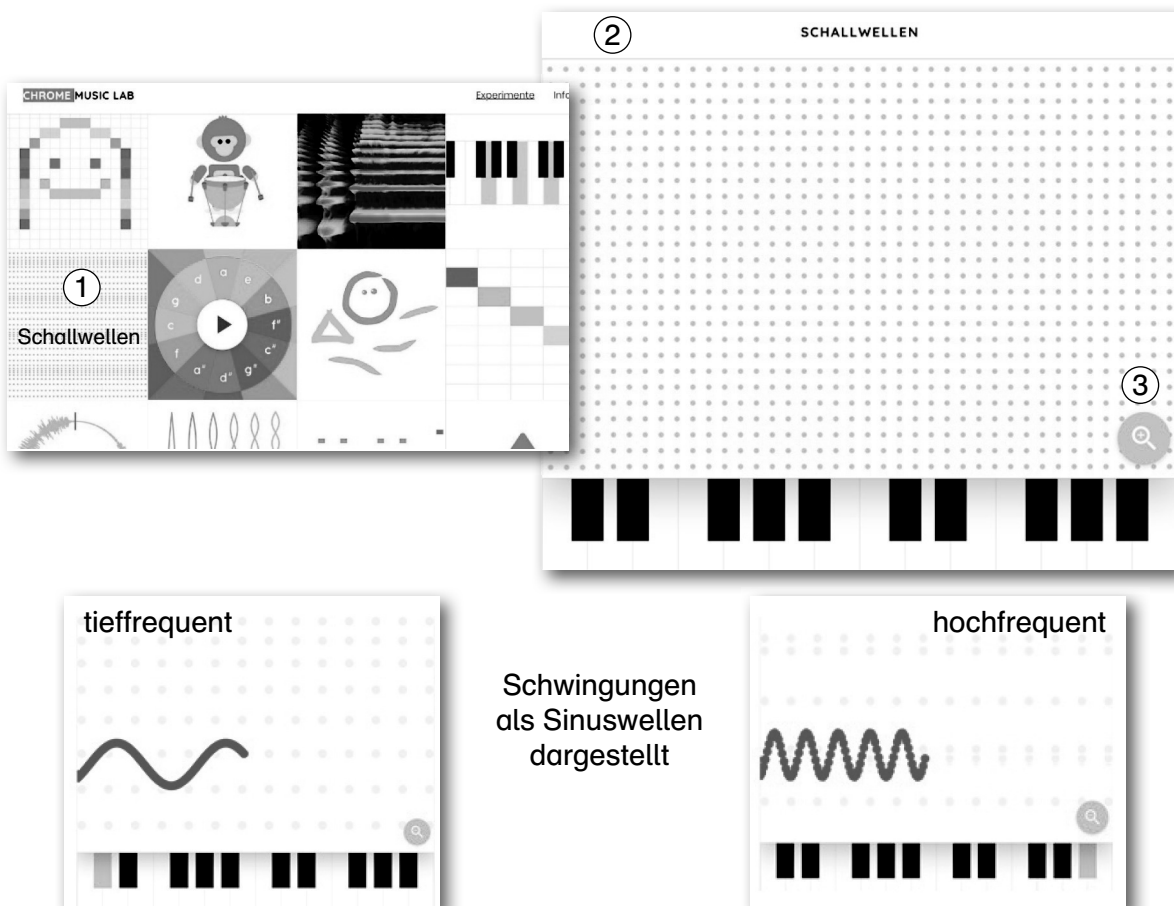 CHROME MUSIC LAB
Experimente
1
Schallwellen
d a e
g b
c f#
f c#
a# d# g#
2
SCHALLWELLEN
3
tieffrequent
Schwingungen
als Sinuswellen
dargestellt
hochfrequent